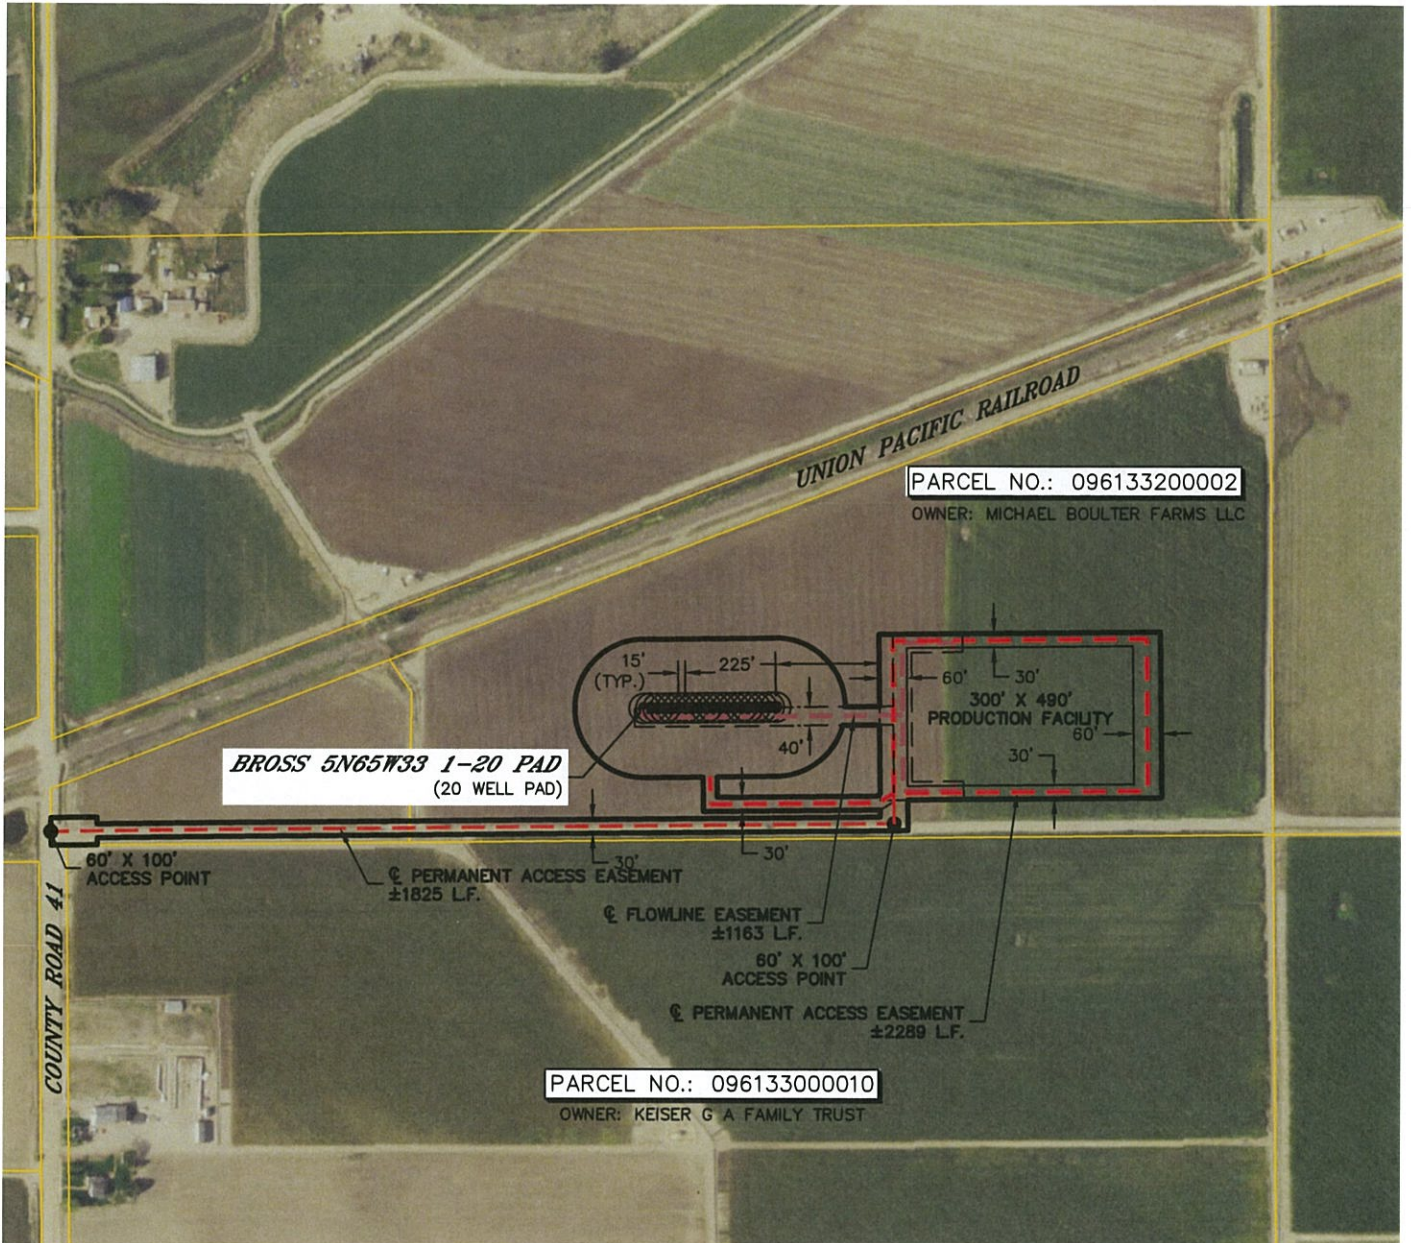 UNION PACIFIC RAILROAD
PARCEL NO.: 096133200002
OWNER: MICHAEL BOULTER FARMS LLC
15'
(TYP.)
225'
60'
30'
300' X 490'
PRODUCTION FACILITY
60'
40'
30'
BROSS 5N65W33 1-20 PAD
(20 WELL PAD)
60' X 100'
ACCESS POINT
30'
30'
℄ PERMANENT ACCESS EASEMENT
±1825 L.F.
℄ FLOWLINE EASEMENT
±1163 L.F.
60' X 100'
ACCESS POINT
℄ PERMANENT ACCESS EASEMENT
±2289 L.F.
COUNTY ROAD 41
PARCEL NO.: 096133000010
OWNER: KEISER G A FAMILY TRUST